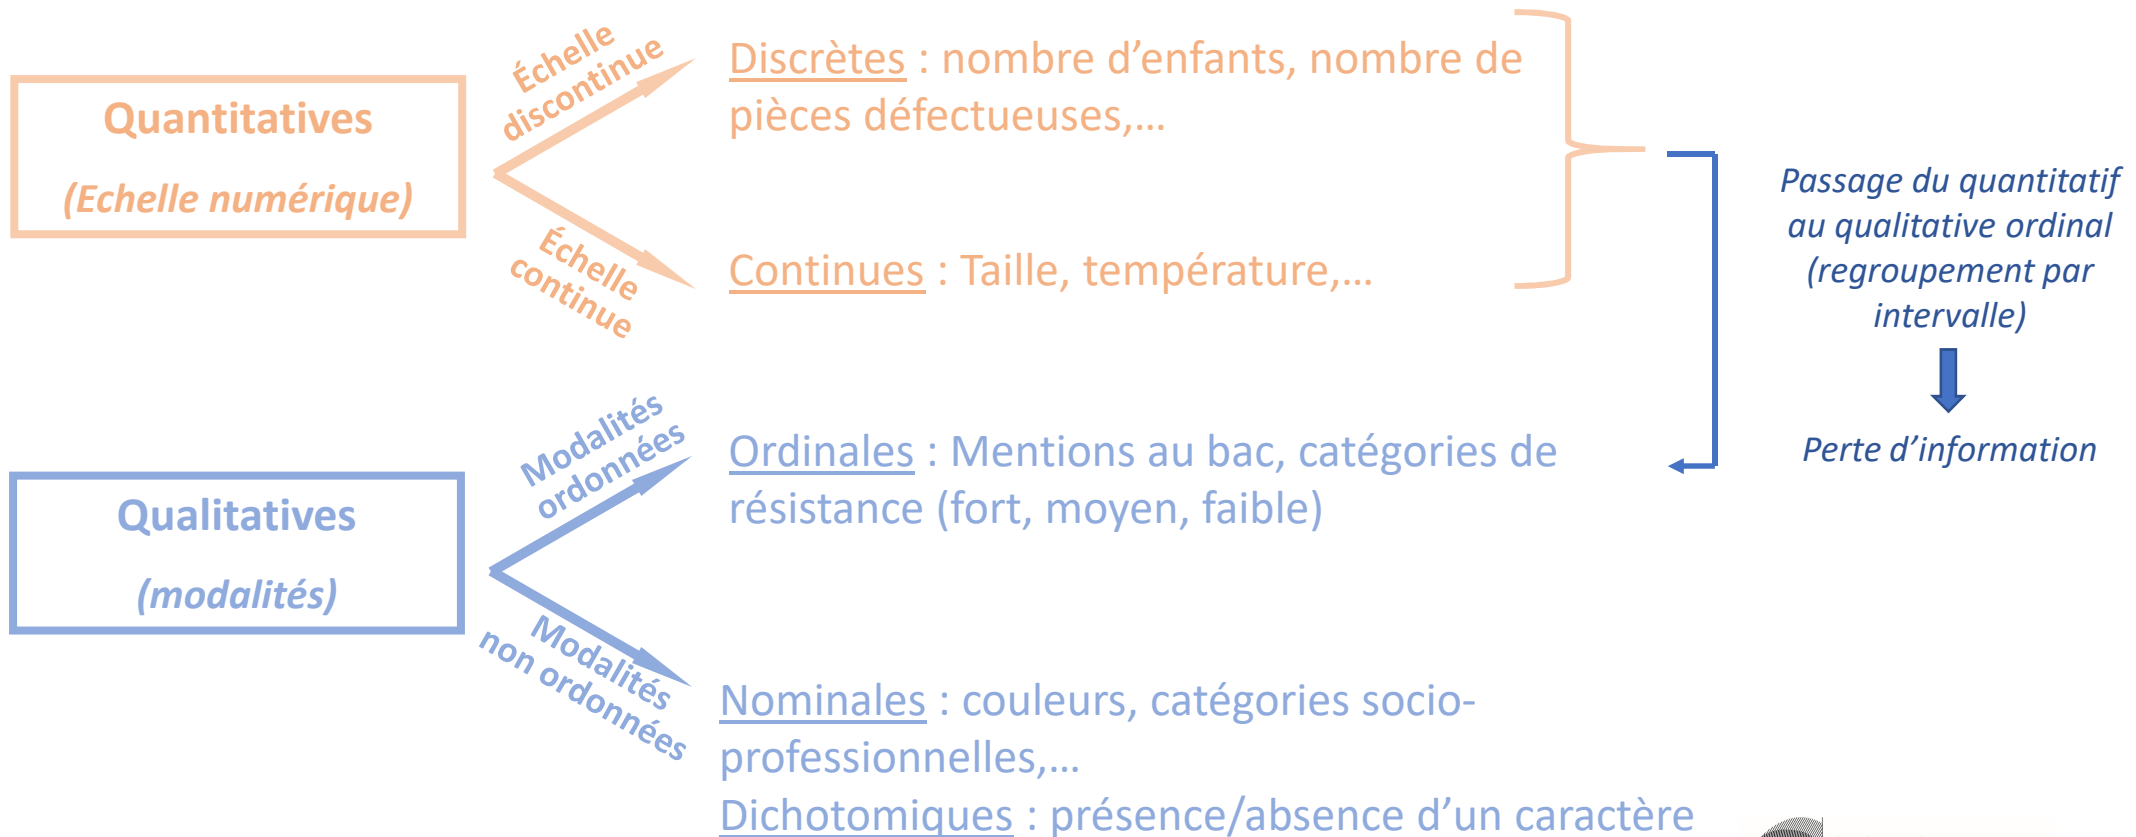 Quantitatives
(Echelle numérique)
Échelle
discontinue
Discrètes : nombre d’enfants, nombre de
pièces défectueuses,...
Échelle
continue
Continues : Taille, température,...
Passage du quantitatif
au qualitative ordinal
(regroupement par
intervalle)
Perte d’information
Qualitatives
(modalités)
Modalités
ordonnées
Ordinales : Mentions au bac, catégories de
résistance (fort, moyen, faible)
Modalités
non ordonnées
Nominales : couleurs, catégories socio-
professionnelles,...
Dichotomiques : présence/absence d’un caractère